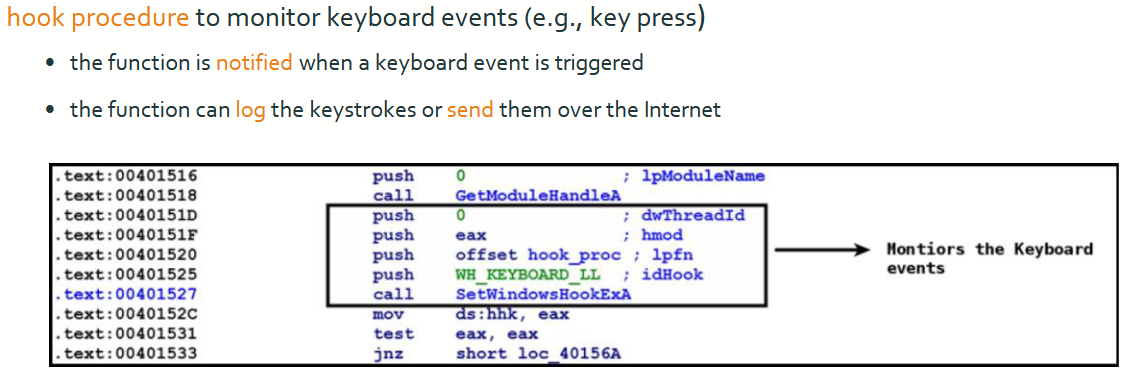 hook procedure to monitor keyboard events (e.g., key press)
• the function is notified when a keyboard event is triggered
• the function can log the keystrokes or send them over the Internet
.text:00401516 push 0 ; lpModuleName
.text:00401518 call GetModuleHandleA
.text:0040151D push 0 ; dwThreadId
.text:0040151F push eax ; hmod
.text:00401520 push offset hook_proc ; lpfn
.text:00401525 push WH_KEYBOARD_LL ; idHook
.text:00401527 call SetWindowsHookExA
.text:0040152C mov ds:hhk, eax
.text:00401531 test eax, eax
.text:00401533 jnz short loc_40156A
Montiors the Keyboard
events